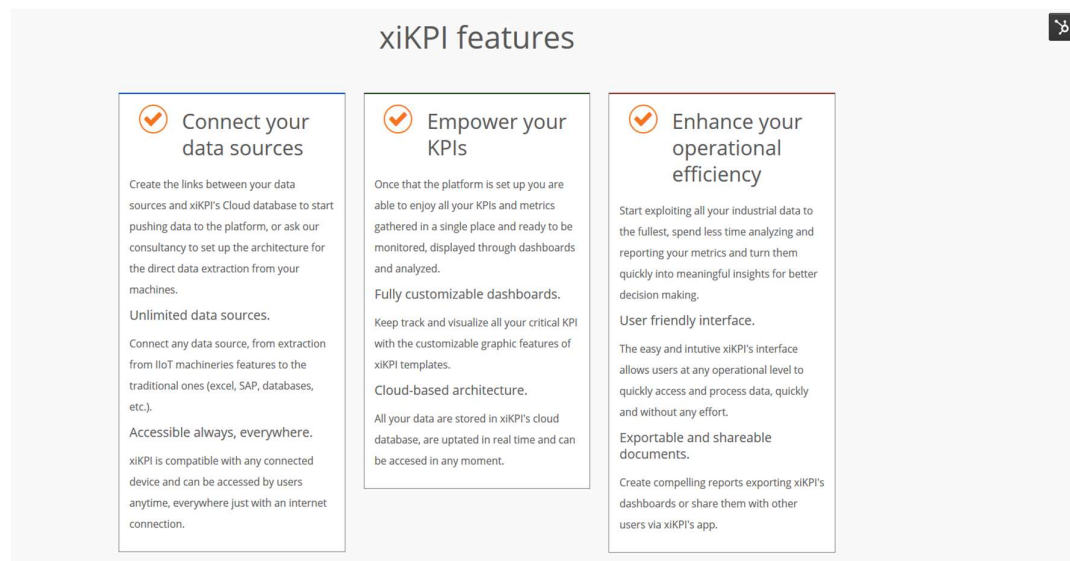 xiKPI features
Connect your
data sources
Create the links between your data
sources and xiKPI's Cloud database to start
pushing data to the platform, or ask our
consultancy to set up the architecture for
the direct data extraction from your
machines.
Unlimited data sources.
Connect any data source, from extraction
from IIoT machineries features to the
traditional ones (excel, SAP, databases,
etc.).
Accessible always, everywhere.
xiKPI is compatible with any connected
device and can be accessed by users
anytime, everywhere just with an internet
connection.
Empower your
KPIs
Once that the platform is set up you are
able to enjoy all your KPIs and metrics
gathered in a single place and ready to be
monitored, displayed through dashboards
and analyzed.
Fully customizable dashboards.
Keep track and visualize all your critical KPI
with the customizable graphic features of
xiKPI templates.
Cloud-based architecture.
All your data are stored in xiKPI's cloud
database, are uptated in real time and can
be accesed in any moment.
Enhance your
operational
efficiency
Start exploiting all your industrial data to
the fullest, spend less time analyzing and
reporting your metrics and turn them
quickly into meaningful insights for better
decision making.
User friendly interface.
The easy and intutive xiKPI's interface
allows users at any operational level to
quickly access and process data, quickly
and without any effort.
Exportable and shareable
documents.
Create compelling reports exporting xiKPI's
dashboards or share them with other
users via xiKPI's app.